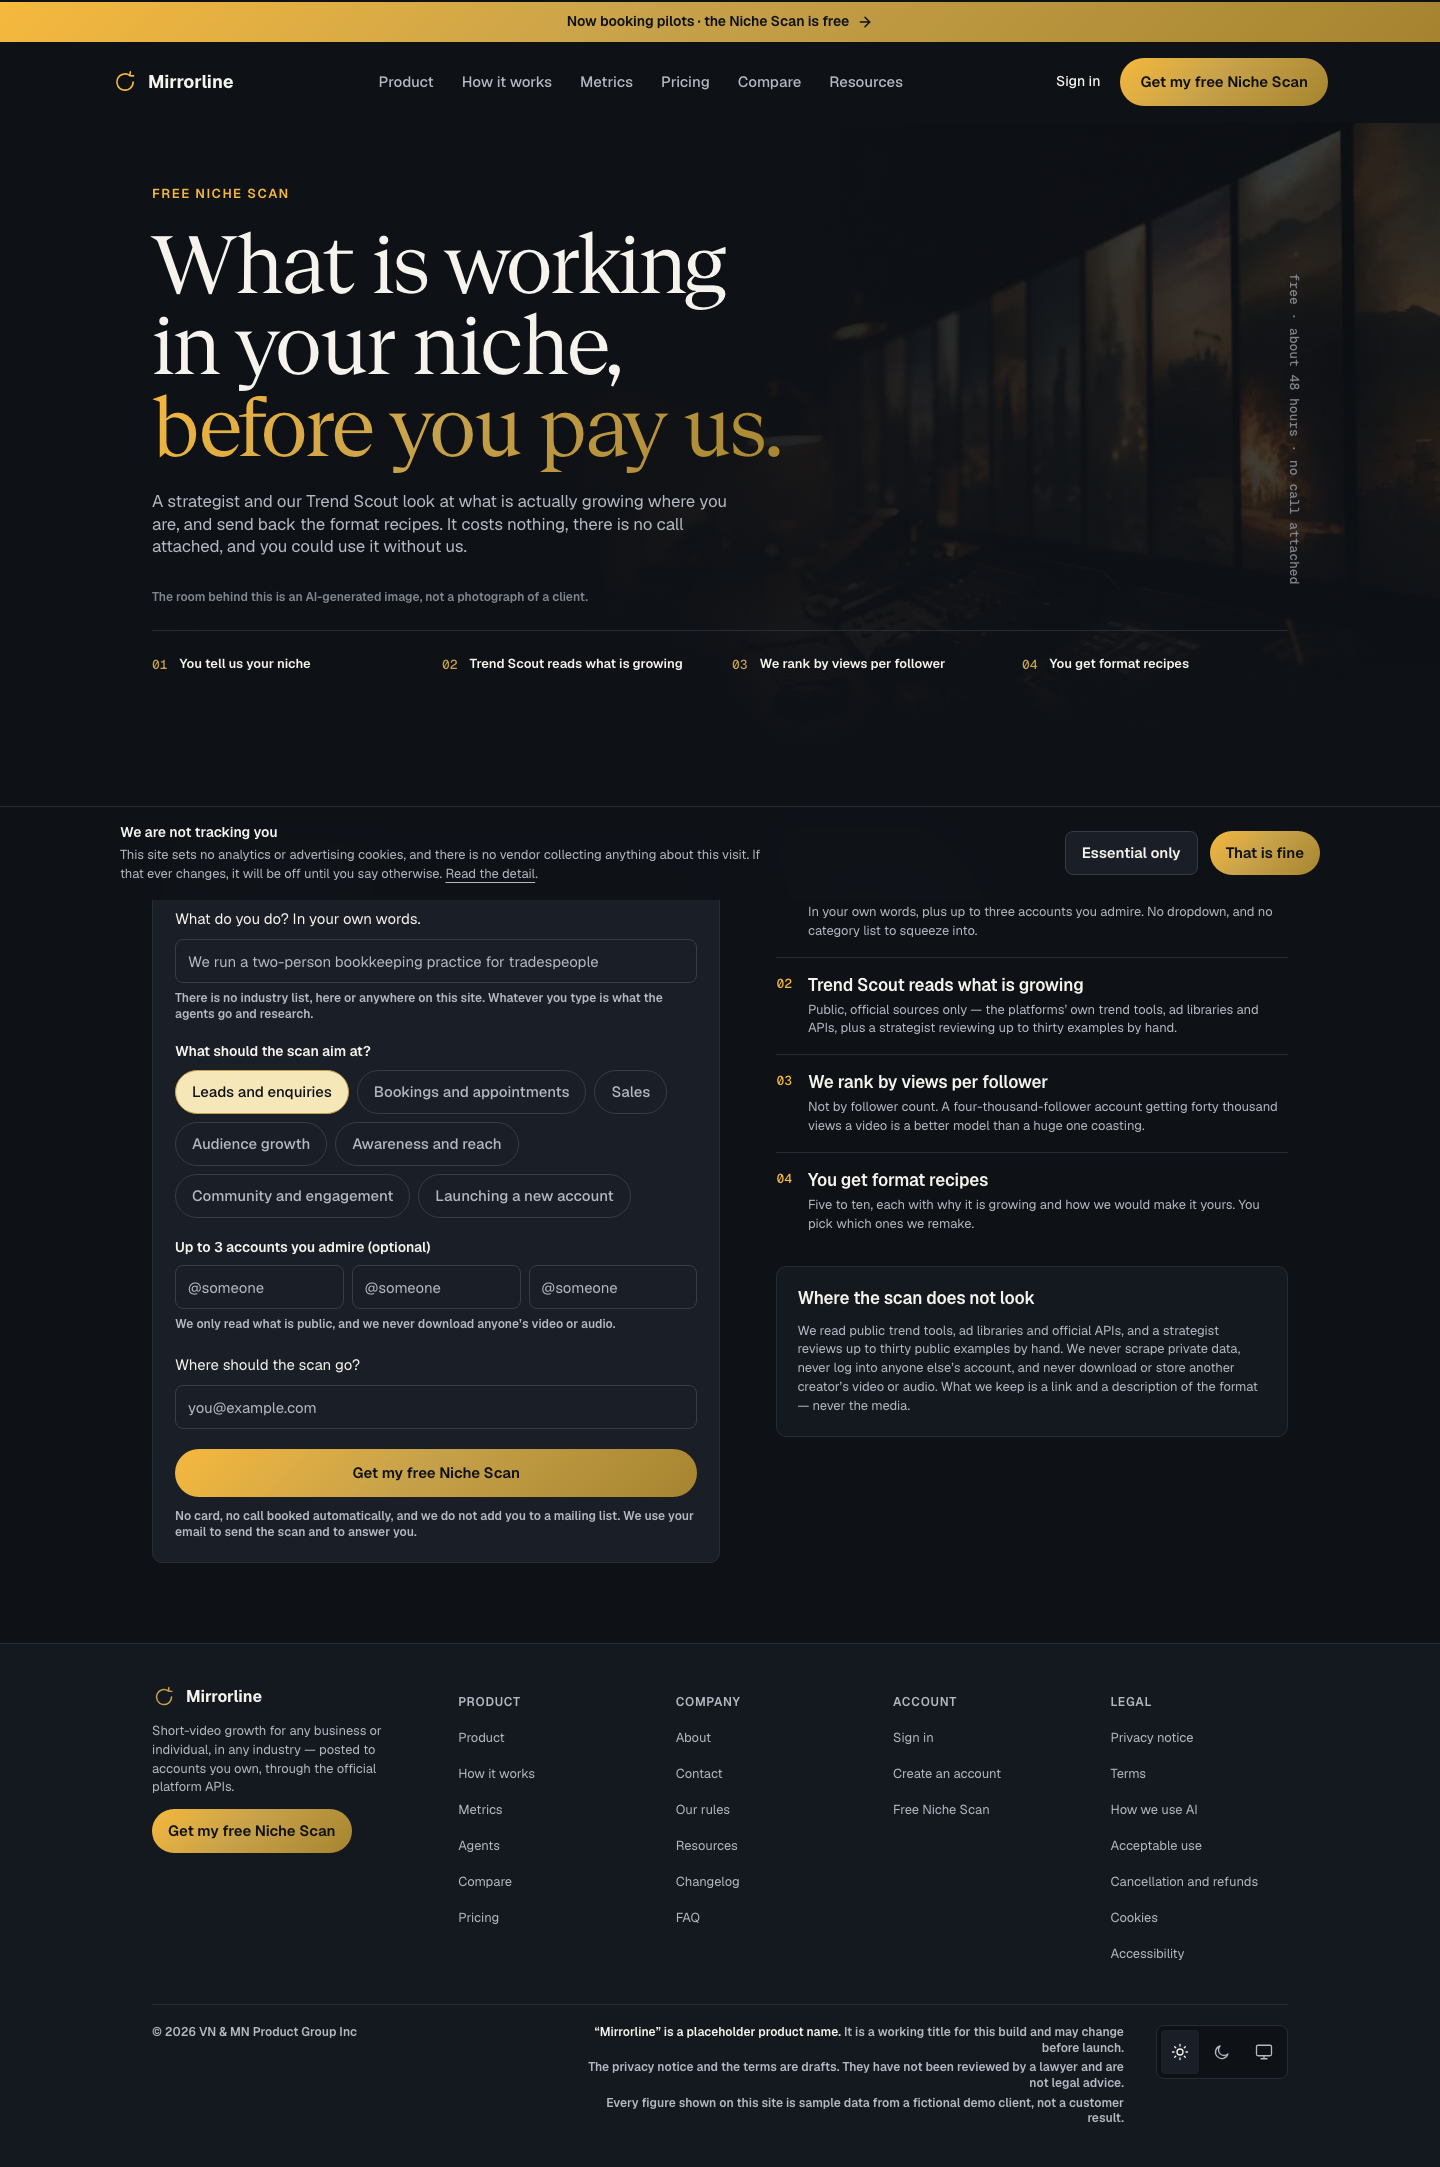 Now booking pilots · the Niche Scan is free →
Mirrorline
Product
How it works
Metrics
Pricing
Compare
Resources
Sign in
Get my free Niche Scan
FREE NICHE SCAN
What is working
in your niche,
before you pay us.
A strategist and our Trend Scout look at what is actually growing where you
are, and send back the format recipes. It costs nothing, there is no call
attached, and you could use it without us.
The room behind this is an AI-generated image, not a photograph of a client.
free · about 48 hours · no call attached
01 You tell us your niche
02 Trend Scout reads what is growing
03 We rank by views per follower
04 You get format recipes
We are not tracking you
This site sets no analytics or advertising cookies, and there is no vendor collecting anything about this visit. If
that ever changes, it will be off until you say otherwise. Read the detail.
Essential only
That is fine
What do you do? In your own words.
We run a two-person bookkeeping practice for tradespeople
There is no industry list, here or anywhere on this site. Whatever you type is what the
agents go and research.
What should the scan aim at?
Leads and enquiries
Bookings and appointments
Sales
Audience growth
Awareness and reach
Community and engagement
Launching a new account
Up to 3 accounts you admire (optional)
@someone
@someone
@someone
We only read what is public, and we never download anyone's video or audio.
Where should the scan go?
you@example.com
Get my free Niche Scan
No card, no call booked automatically, and we do not add you to a mailing list. We use your
email to send the scan and to answer you.
In your own words, plus up to three accounts you admire. No dropdown, and no
category list to squeeze into.
02 Trend Scout reads what is growing
Public, official sources only — the platforms' own trend tools, ad libraries and
APIs, plus a strategist reviewing up to thirty examples by hand.
03 We rank by views per follower
Not by follower count. A four-thousand-follower account getting forty thousand
views a video is a better model than a huge one coasting.
04 You get format recipes
Five to ten, each with why it is growing and how we would make it yours. You
pick which ones we remake.
Where the scan does not look
We read public trend tools, ad libraries and official APIs, and a strategist
reviews up to thirty public examples by hand. We never scrape private data,
never log into anyone else's account, and never download or store another
creator's video or audio. What we keep is a link and a description of the format
— never the media.
Mirrorline
Short-video growth for any business or
individual, in any industry — posted to
accounts you own, through the official
platform APIs.
Get my free Niche Scan
PRODUCT
Product
How it works
Metrics
Agents
Compare
Pricing
COMPANY
About
Contact
Our rules
Resources
Changelog
FAQ
ACCOUNT
Sign in
Create an account
Free Niche Scan
LEGAL
Privacy notice
Terms
How we use AI
Acceptable use
Cancellation and refunds
Cookies
Accessibility
© 2026 VN & MN Product Group Inc
“Mirrorline” is a placeholder product name. It is a working title for this build and may change
before launch.
The privacy notice and the terms are drafts. They have not been reviewed by a lawyer and are
not legal advice.
Every figure shown on this site is sample data from a fictional demo client, not a customer
result.